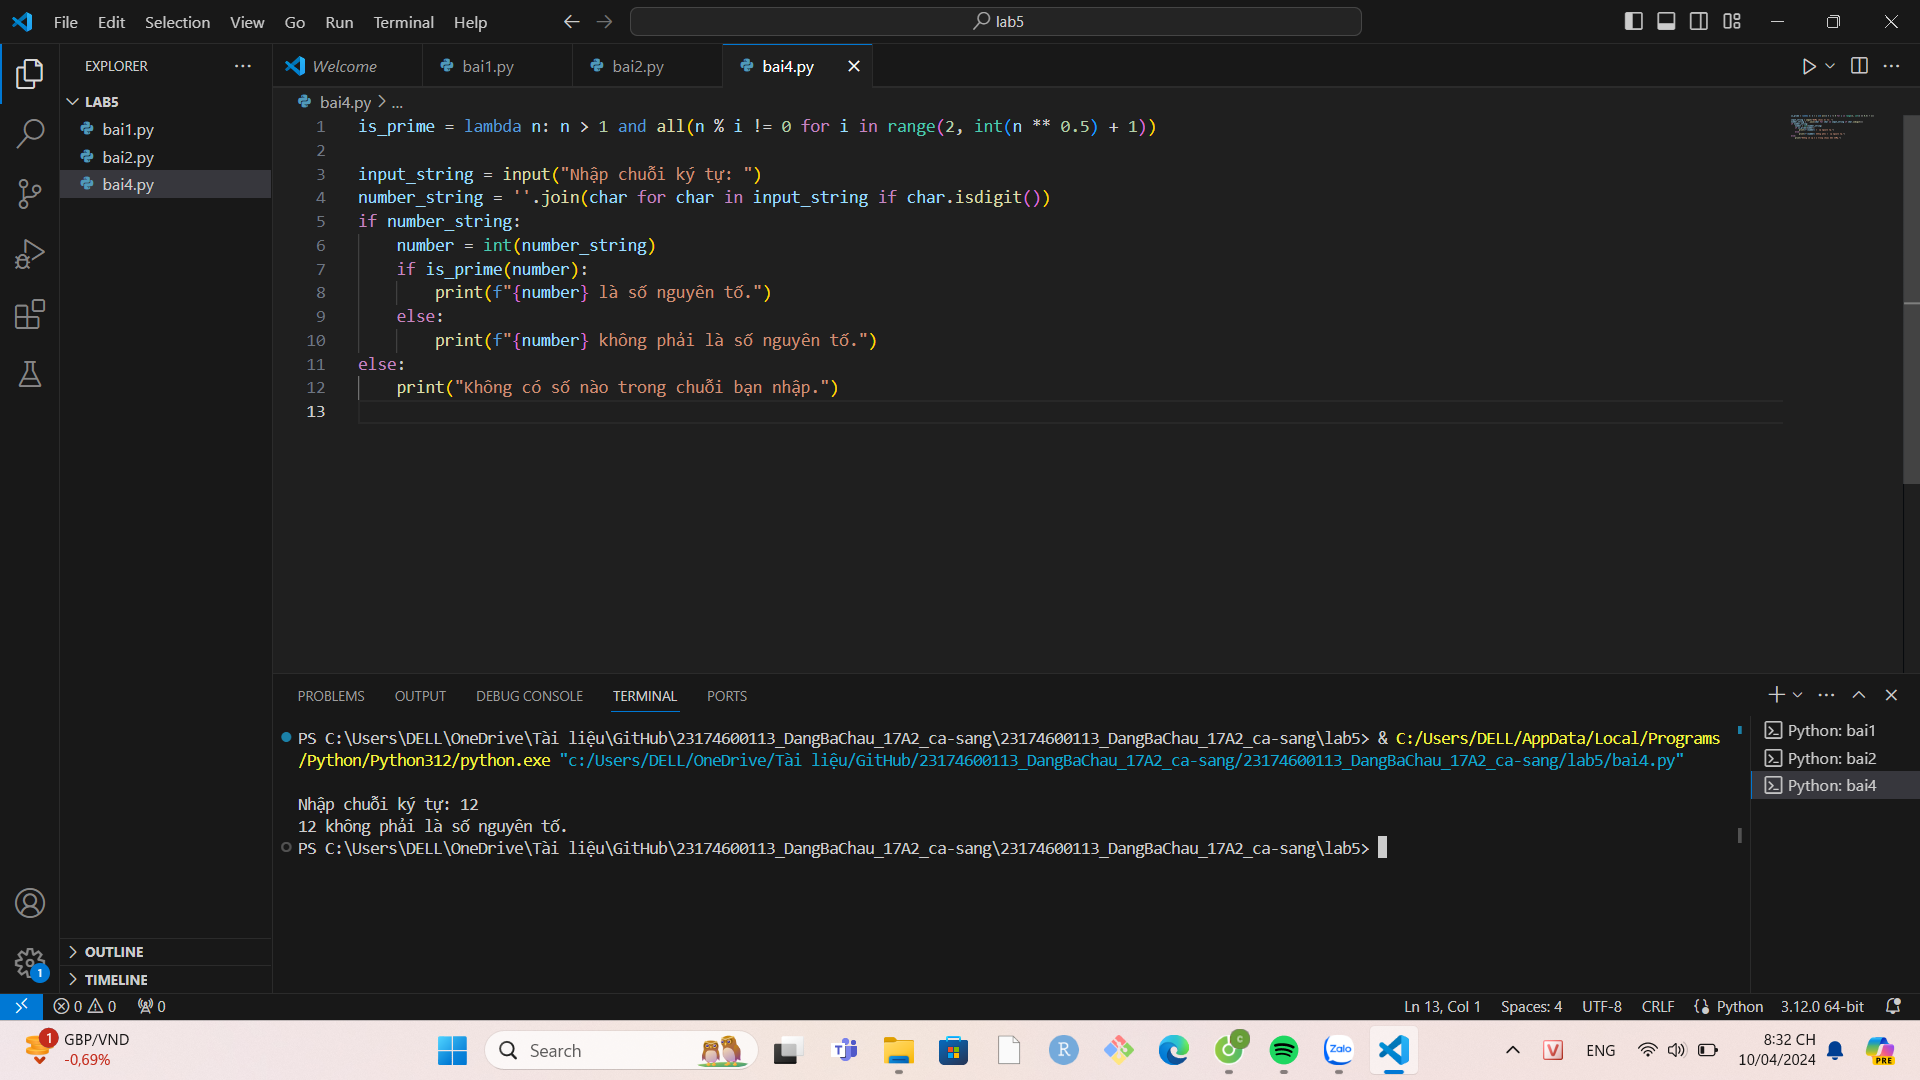 File Edit Selection View Go Run Terminal Help
lab5
EXPLORER
LAB5
bai1.py
bai2.py
bai4.py
OUTLINE
TIMELINE
Welcome bai1.py bai2.py bai4.py
bai4.py > ...
1 is_prime = lambda n: n > 1 and all(n % i != 0 for i in range(2, int(n ** 0.5) + 1))
2
3 input_string = input("Nhập chuỗi ký tự: ")
4 number_string = ''.join(char for char in input_string if char.isdigit())
5 if number_string:
6 number = int(number_string)
7 if is_prime(number):
8 print(f"{number} là số nguyên tố.")
9 else:
10 print(f"{number} không phải là số nguyên tố.")
11 else:
12 print("Không có số nào trong chuỗi bạn nhập.")
13
PROBLEMS OUTPUT DEBUG CONSOLE TERMINAL PORTS
PS C:\Users\DELL\OneDrive\Tài liệu\GitHub\23174600113_DangBaChau_17A2_ca-sang\23174600113_DangBaChau_17A2_ca-sang\lab5> & C:/Users/DELL/AppData/Local/Programs
/Python/Python312/python.exe "c:/Users/DELL/OneDrive/Tài liệu/GitHub/23174600113_DangBaChau_17A2_ca-sang/23174600113_DangBaChau_17A2_ca-sang/lab5/bai4.py"
Nhập chuỗi ký tự: 12
12 không phải là số nguyên tố.
PS C:\Users\DELL\OneDrive\Tài liệu\GitHub\23174600113_DangBaChau_17A2_ca-sang\23174600113_DangBaChau_17A2_ca-sang\lab5>
Python: bai1
Python: bai2
Python: bai4
1
0 0 0
Ln 13, Col 1 Spaces: 4 UTF-8 CRLF Python 3.12.0 64-bit
1
GBP/VND
-0,69%
Search
R
C
Zalo
V
ENG
8:32 CH
10/04/2024
PRE